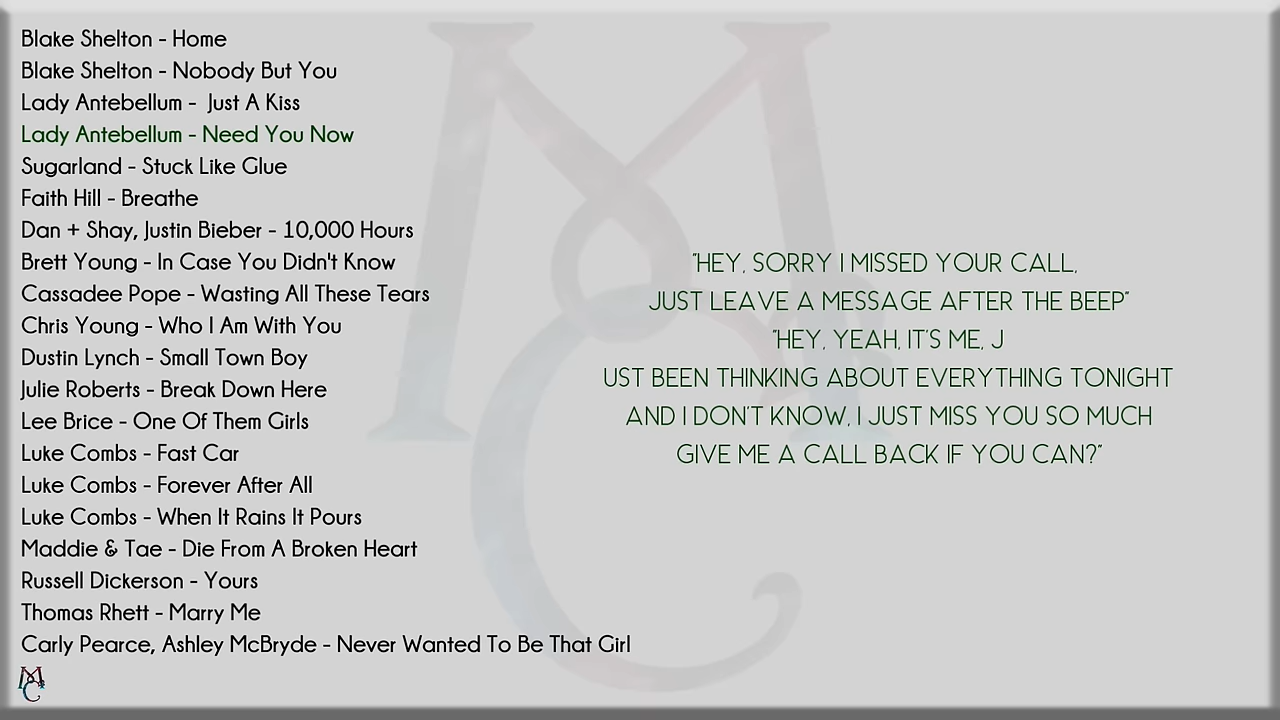 Blake Shelton - Home
Blake Shelton - Nobody But You
Lady Antebellum -  Just A Kiss
Lady Antebellum - Need You Now
Sugarland - Stuck Like Glue
Faith Hill - Breathe
Dan + Shay, Justin Bieber - 10,000 Hours
Brett Young - In Case You Didn't Know
Cassadee Pope - Wasting All These Tears
Chris Young - Who I Am With You
Dustin Lynch - Small Town Boy
Julie Roberts - Break Down Here
Lee Brice - One Of Them Girls
Luke Combs - Fast Car
Luke Combs - Forever After All
Luke Combs - When It Rains It Pours
Maddie & Tae - Die From A Broken Heart
Russell Dickerson - Yours
Thomas Rhett - Marry Me
Carly Pearce, Ashley McBryde - Never Wanted To Be That Girl
MC
"HEY, SORRY I MISSED YOUR CALL,
JUST LEAVE A MESSAGE AFTER THE BEEP"
"HEY, YEAH, IT'S ME, J
UST BEEN THINKING ABOUT EVERYTHING TONIGHT
AND I DON'T KNOW, I JUST MISS YOU SO MUCH
GIVE ME A CALL BACK IF YOU CAN?"